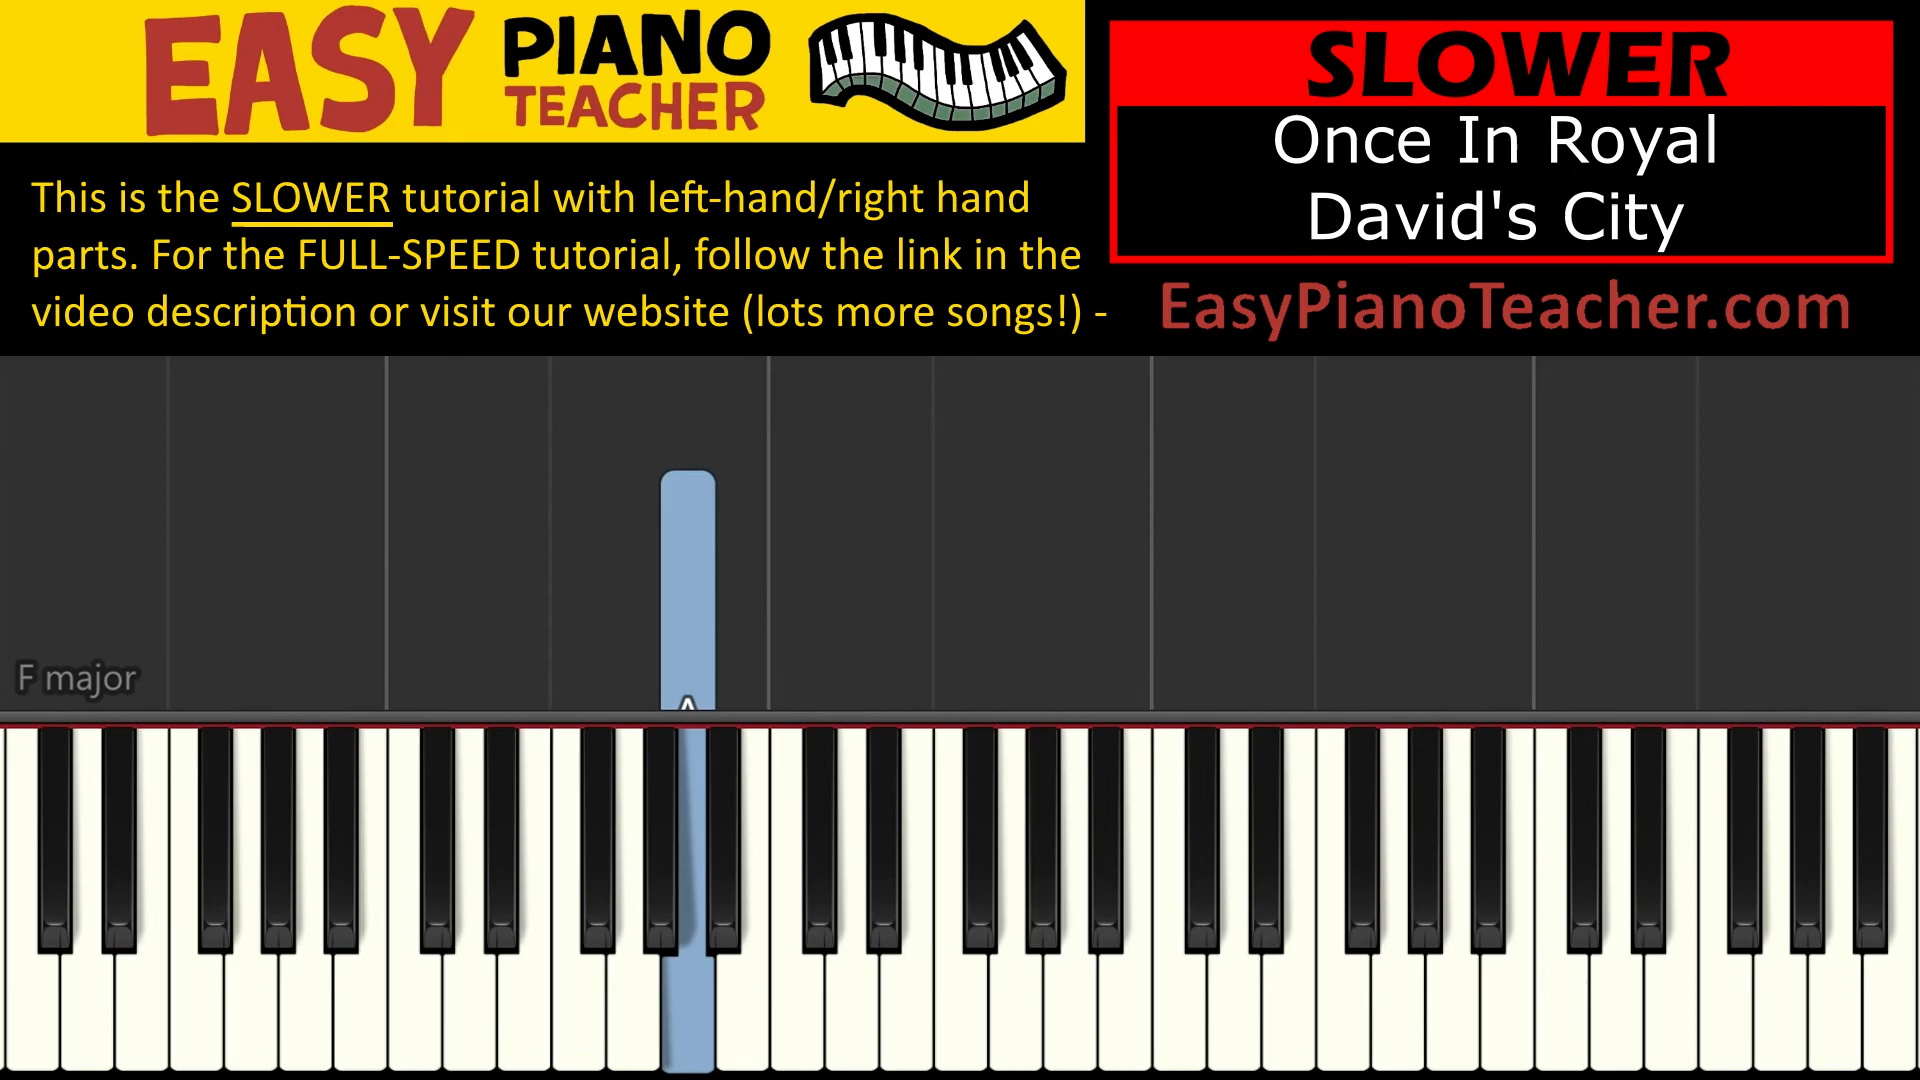 EASY
PIANO
TEACHER
SLOWER
Once In Royal
David's City
This is the SLOWER tutorial with left-hand/right hand
parts. For the FULL-SPEED tutorial, follow the link in the
video description or visit our website (lots more songs!) -
EasyPianoTeacher.com
F major
A